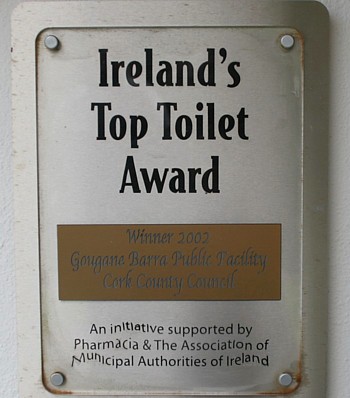 Ireland's
Top Toilet
Award
Winner 2002
Gougane Barra Public Facility
Cork County Council
An initiative supported by
Pharmacia & The Association of
Municipal Authorities of Ireland